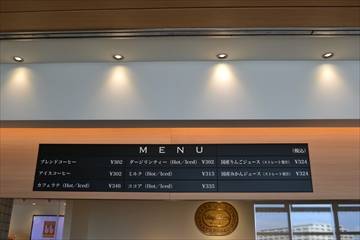 MENU
(税込)
ブレンドコーヒー ¥302 ダージリンティー(Hot/Iced) ¥302 国産りんごジュース(ストレート果汁) ¥324
アイスコーヒー ¥302 ミルク(Hot/Iced) ¥313 国産みかんジュース(ストレート果汁) ¥324
カフェラテ(Hot/Iced) ¥346 ココア(Hot/Iced) ¥335